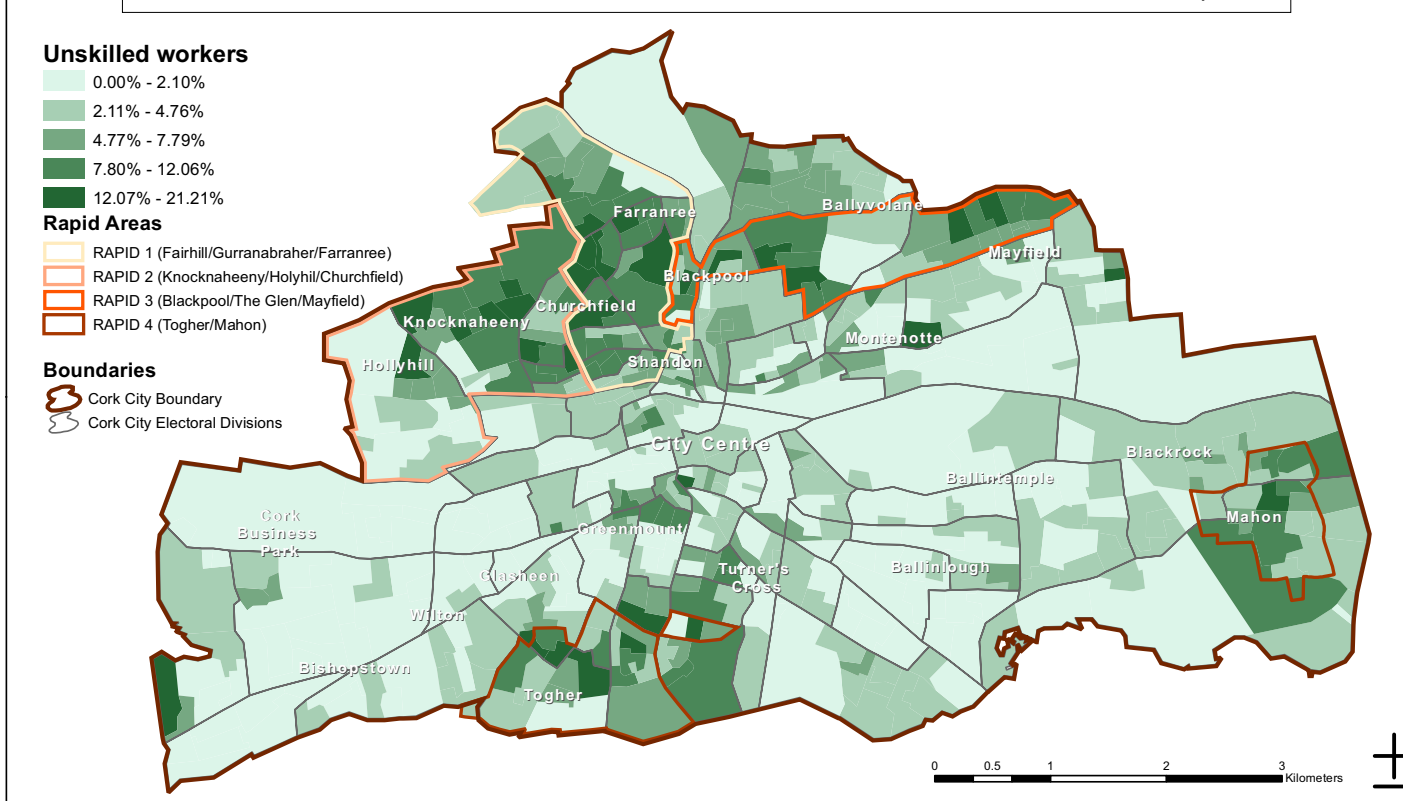 Unskilled workers
0.00% - 2.10%
2.11% - 4.76%
4.77% - 7.79%
7.80% - 12.06%
12.07% - 21.21%
Rapid Areas
RAPID 1 (Fairhill/Gurranabraher/Farranree)
RAPID 2 (Knocknaheeny/Holyhil/Churchfield)
RAPID 3 (Blackpool/The Glen/Mayfield)
RAPID 4 (Togher/Mahon)
Boundaries
Cork City Boundary
Cork City Electoral Divisions
Farranree
Ballyvolane
Mayfield
Blackpool
Churchfield
Knocknaheeny
Montenotte
Hollyhill
Shandon
City Centre
Blackrock
Ballintemple
Mahon
Cork
Business
Park
Greenmount
Glasheen
Turner's
Cross
Ballinlough
Wilton
Bishopstown
Togher
0 0.5 1 2 3
Kilometers